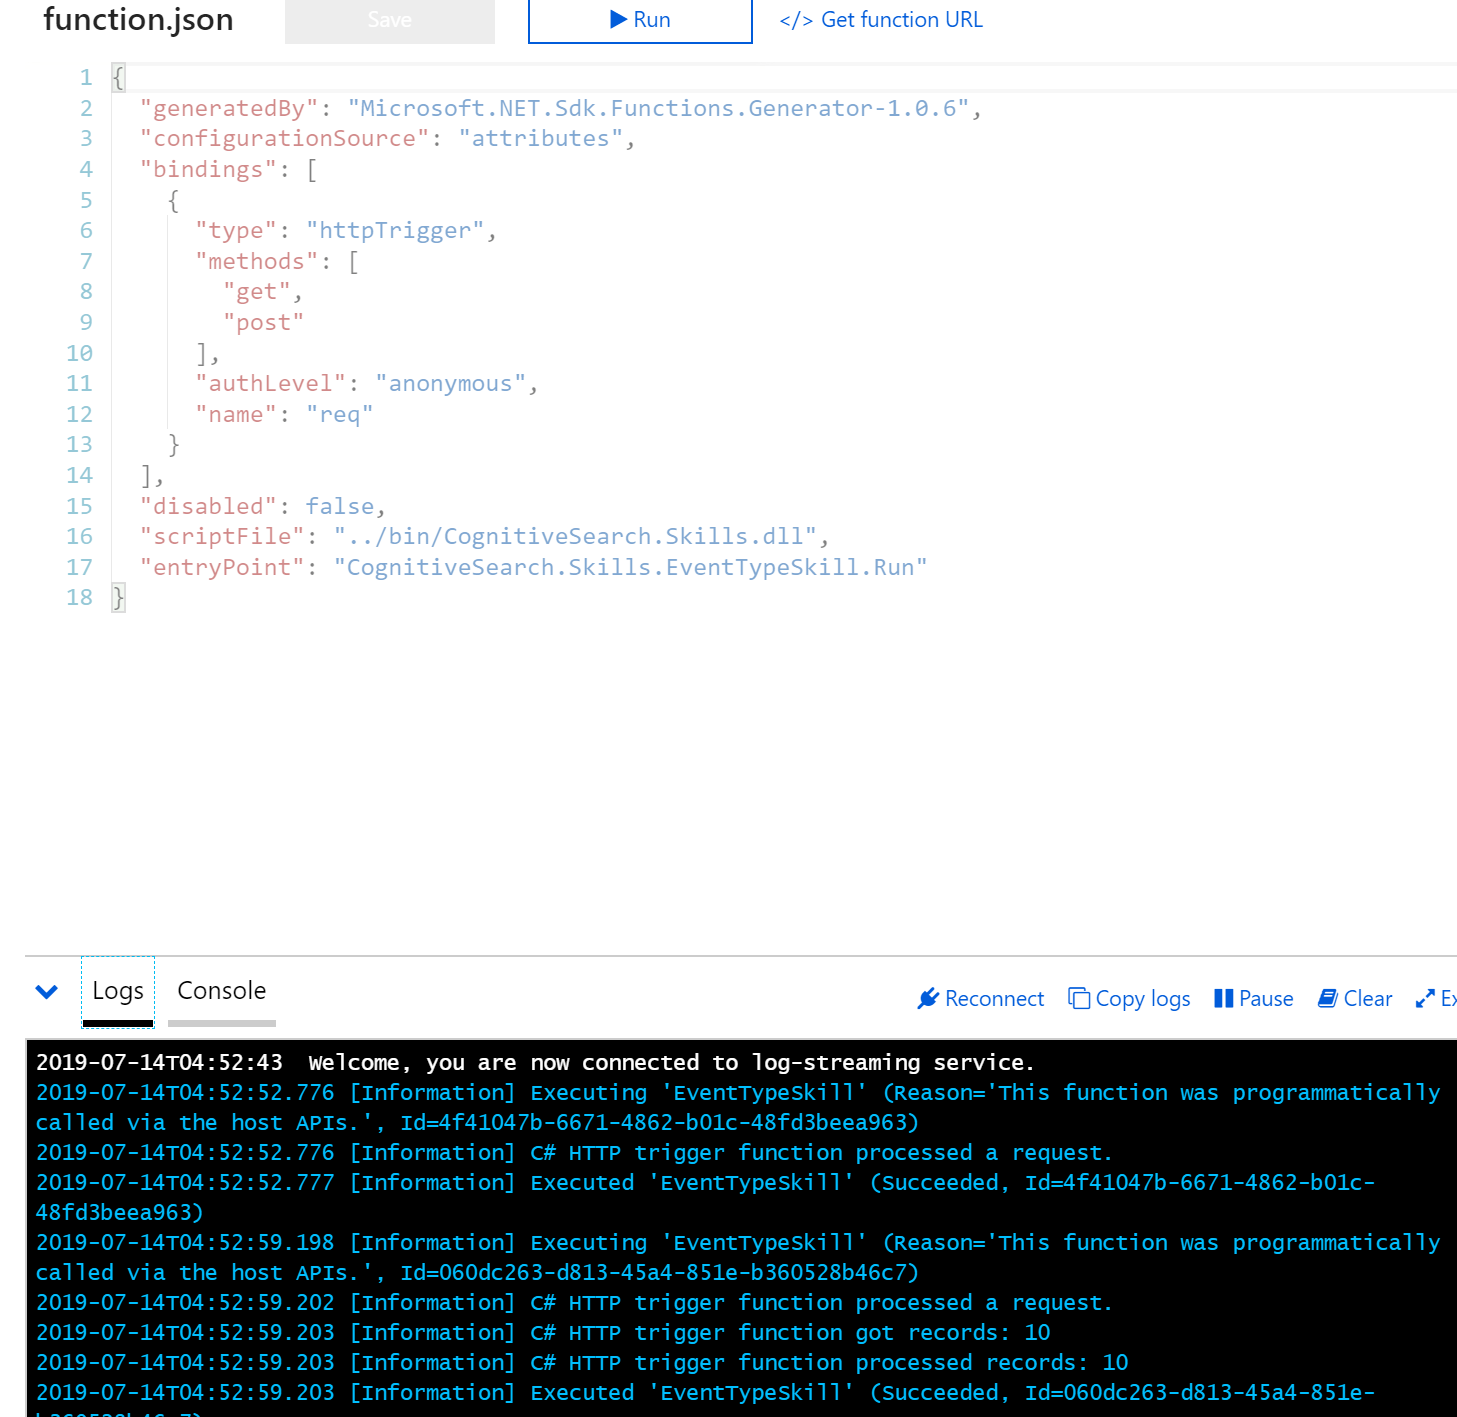 function.json Save Run </> Get function URL
1 {
2 "generatedBy": "Microsoft.NET.Sdk.Functions.Generator-1.0.6",
3 "configurationSource": "attributes",
4 "bindings": [
5 {
6 "type": "httpTrigger",
7 "methods": [
8 "get",
9 "post"
10 ],
11 "authLevel": "anonymous",
12 "name": "req"
13 }
14 ],
15 "disabled": false,
16 "scriptFile": "../bin/CognitiveSearch.Skills.dll",
17 "entryPoint": "CognitiveSearch.Skills.EventTypeSkill.Run"
18 }
Logs Console Reconnect Copy logs Pause Clear
2019-07-14T04:52:43 Welcome, you are now connected to log-streaming service.
2019-07-14T04:52:52.776 [Information] Executing 'EventTypeSkill' (Reason='This function was programmatically
called via the host APIs.', Id=4f41047b-6671-4862-b01c-48fd3beea963)
2019-07-14T04:52:52.776 [Information] C# HTTP trigger function processed a request.
2019-07-14T04:52:52.777 [Information] Executed 'EventTypeSkill' (Succeeded, Id=4f41047b-6671-4862-b01c-
48fd3beea963)
2019-07-14T04:52:59.198 [Information] Executing 'EventTypeSkill' (Reason='This function was programmatically
called via the host APIs.', Id=060dc263-d813-45a4-851e-b360528b46c7)
2019-07-14T04:52:59.202 [Information] C# HTTP trigger function processed a request.
2019-07-14T04:52:59.203 [Information] C# HTTP trigger function got records: 10
2019-07-14T04:52:59.203 [Information] C# HTTP trigger function processed records: 10
2019-07-14T04:52:59.203 [Information] Executed 'EventTypeSkill' (Succeeded, Id=060dc263-d813-45a4-851e-